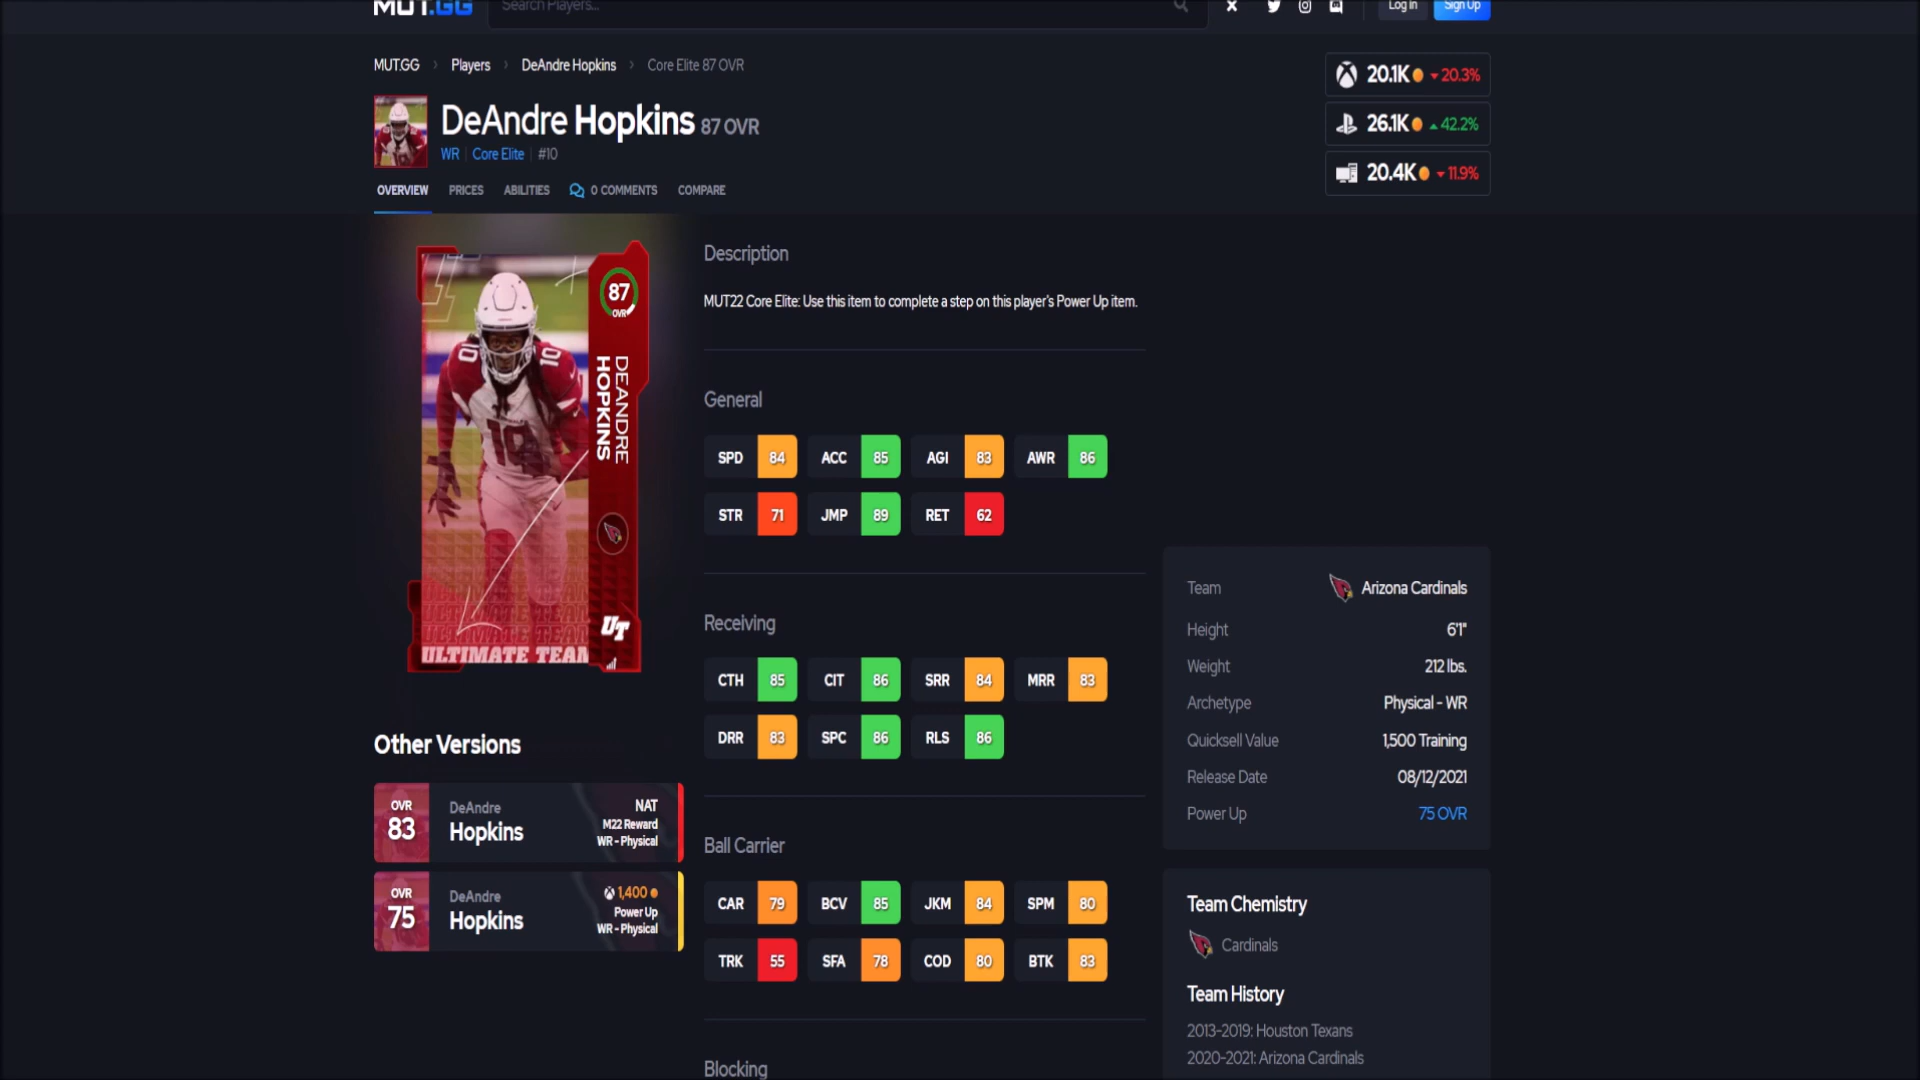 MUT.GG
Search Players...
Log In
Sign Up
MUT.GG > Players > DeAndre Hopkins > Core Elite 87 OVR
DeAndre Hopkins 87 OVR
WR | Core Elite | #10
OVERVIEW PRICES ABILITIES 0 COMMENTS COMPARE
20.1K 20.3%
26.1K 42.2%
20.4K 11.9%
87
OVR
DEANDRE
HOPKINS
10 10
UT
ULTIMATE TEAM
ULTIMATE TEAM
ULTIMATE TEAM
Description
MUT22 Core Elite: Use this item to complete a step on this player's Power Up item.
General
SPD 84 ACC 85 AGI 83 AWR 86
STR 71 JMP 89 RET 62
Receiving
CTH 85 CIT 86 SRR 84 MRR 83
DRR 83 SPC 86 RLS 86
Ball Carrier
CAR 79 BCV 85 JKM 84 SPM 80
TRK 55 SFA 78 COD 80 BTK 83
Blocking
Other Versions
OVR
83
DeAndre
Hopkins
NAT
M22 Reward
WR - Physical
OVR
75
DeAndre
Hopkins
1,400
Power Up
WR - Physical
Team Arizona Cardinals
Height 6'1"
Weight 212 lbs.
Archetype Physical - WR
Quicksell Value 1,500 Training
Release Date 08/12/2021
Power Up 75 OVR
Team Chemistry
Cardinals
Team History
2013-2019: Houston Texans
2020-2021: Arizona Cardinals